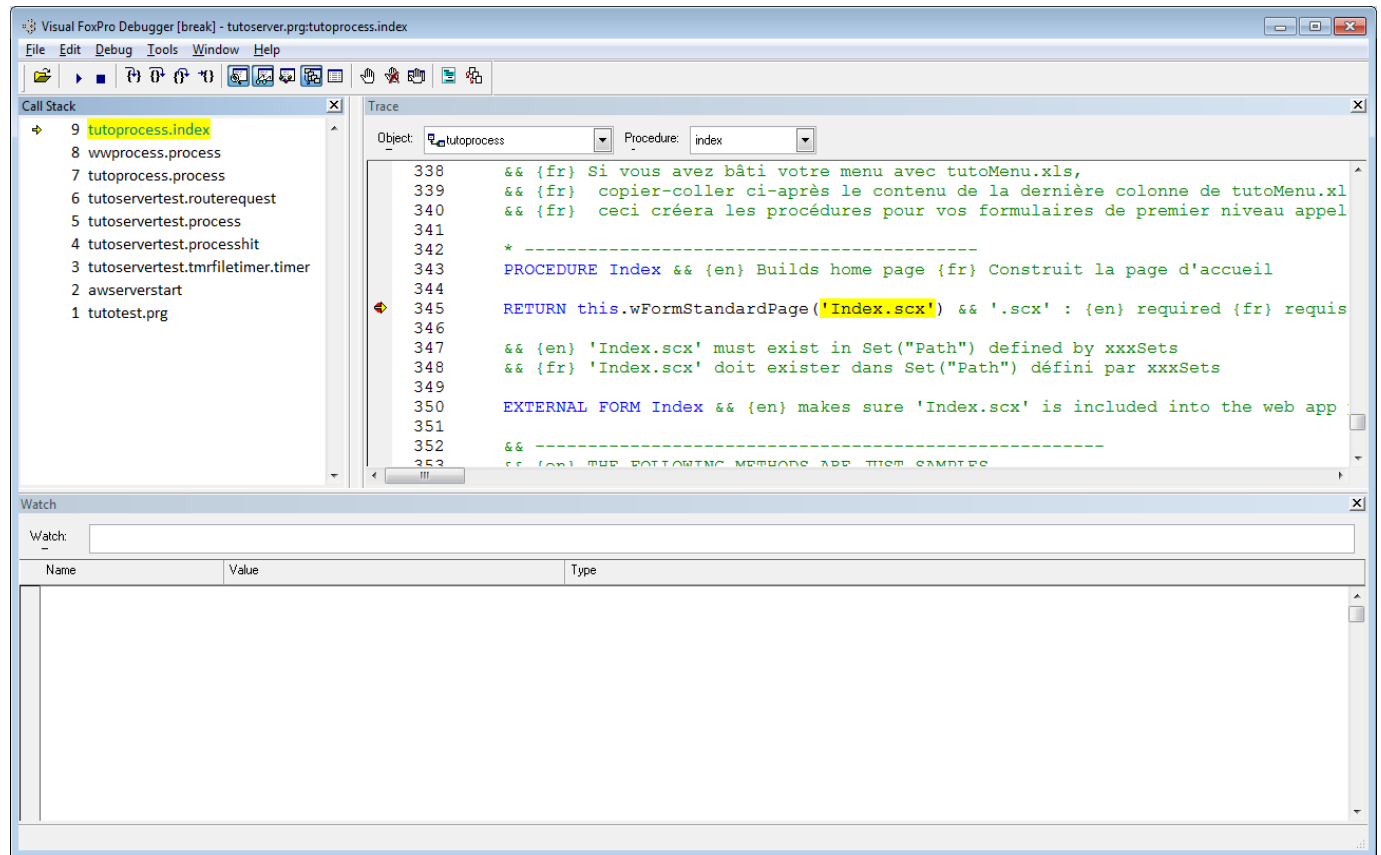 Visual FoxPro Debugger [break] - tutoserver.prg:tutoprocess.index
File Edit Debug Tools Window Help
Call Stack
9 tutoprocess.index
8 wwprocess.process
7 tutoprocess.process
6 tutoservertest.routerequest
5 tutoservertest.process
4 tutoservertest.processhit
3 tutoservertest.tmrfiletimer.timer
2 awserverstart
1 tutotest.prg
Trace
Object: tutoprocess Procedure: index
338 && {fr} Si vous avez bâti votre menu avec tutoMenu.xls,
339 && {fr} copier-coller ci-après le contenu de la dernière colonne de tutoMenu.xl
340 && {fr} ceci créera les procédures pour vos formulaires de premier niveau appel
341
342 * -------------------------------------------
343 PROCEDURE Index && {en} Builds home page {fr} Construit la page d'accueil
344
345 RETURN this.wFormStandardPage('Index.scx') && '.scx' : {en} required {fr} requis
346
347 && {en} 'Index.scx' must exist in Set("Path") defined by xxxSets
348 && {fr} 'Index.scx' doit exister dans Set("Path") défini par xxxSets
349
350 EXTERNAL FORM Index && {en} makes sure 'Index.scx' is included into the web app
351
352 && ------------------------------------------------------
353 && {en} THE FOLLOWING METHODS ARE JUST SAMPLES
Watch
Watch:
Name Value Type